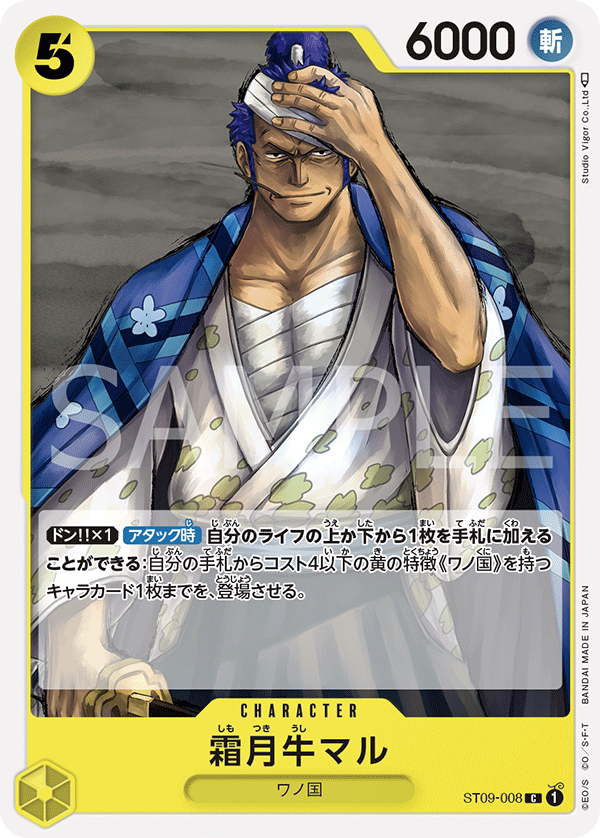 5
6000 斬
Studio Vigor Co.,Ltd
SAMPLE
ドン!!×1 アタック時 自分のライフの上か下から1枚を手札に加える
ことができる:自分の手札からコスト4以下の黄の特徴《ワノ国》を持つ
キャラカード1枚までを、登場させる。
CHARACTER
霜月牛マル
ワノ国
ST09-008 C 1
©E.O/S ©O/S・F・T BANDAI MADE IN JAPAN